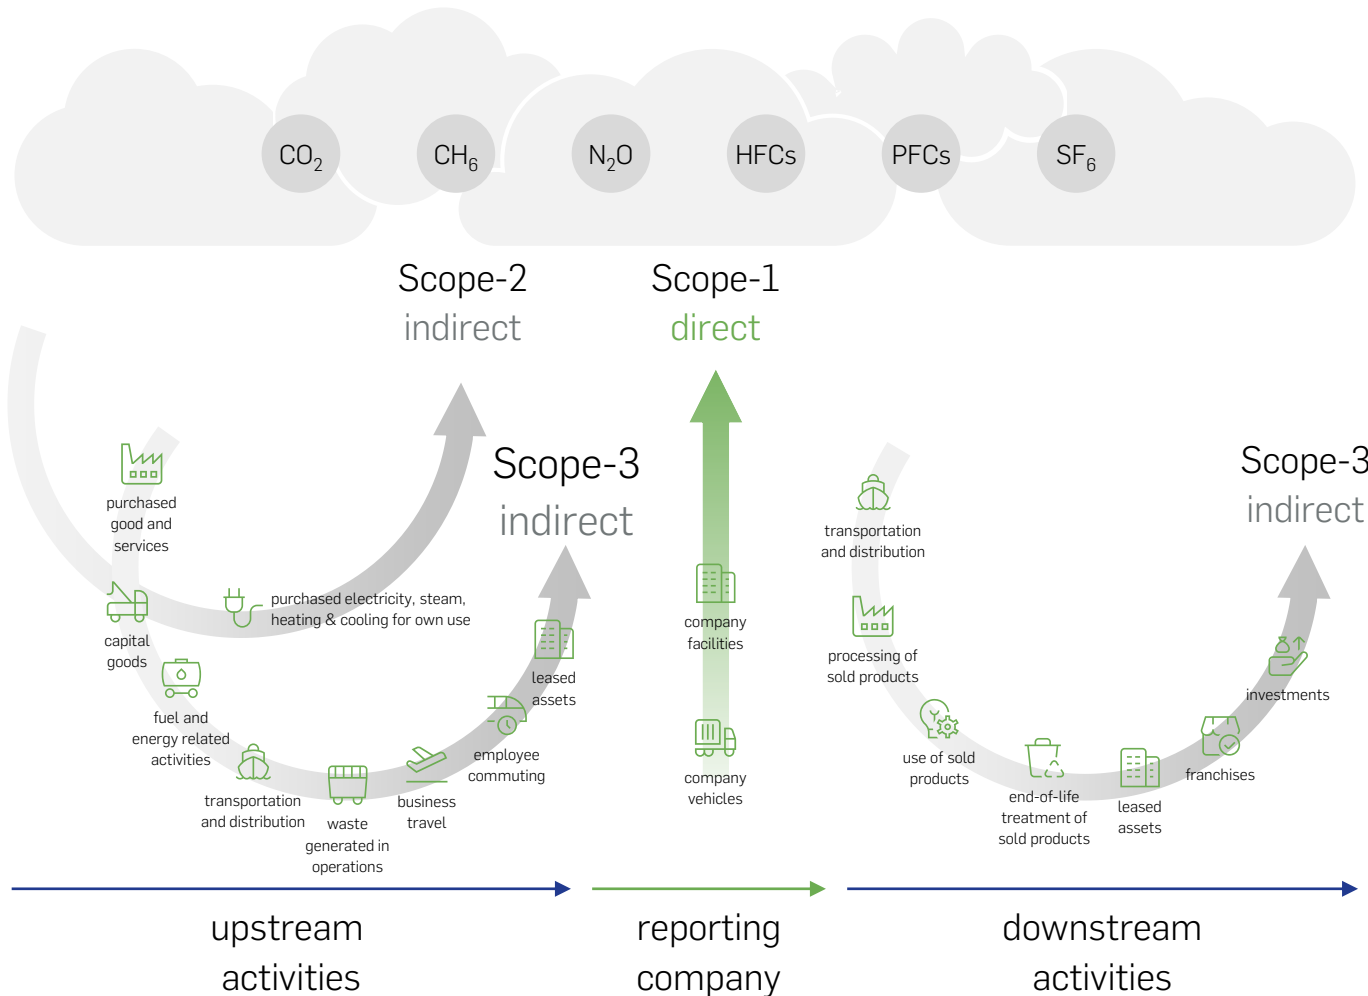 CO₂
CH₆
N₂O
HFCs
PFCs
SF₆
Scope-2
indirect
Scope-1
direct
Scope-3
indirect
Scope-3
indirect
purchased
good and
services
capital
goods
purchased electricity, steam,
heating & cooling for own use
fuel and
energy related
activities
transportation
and distribution
waste
generated in
operations
business
travel
employee
commuting
leased
assets
company
facilities
company
vehicles
transportation
and distribution
processing of
sold products
use of sold
products
end-of-life
treatment of
sold products
leased
assets
franchises
investments
upstream
activities
reporting
company
downstream
activities